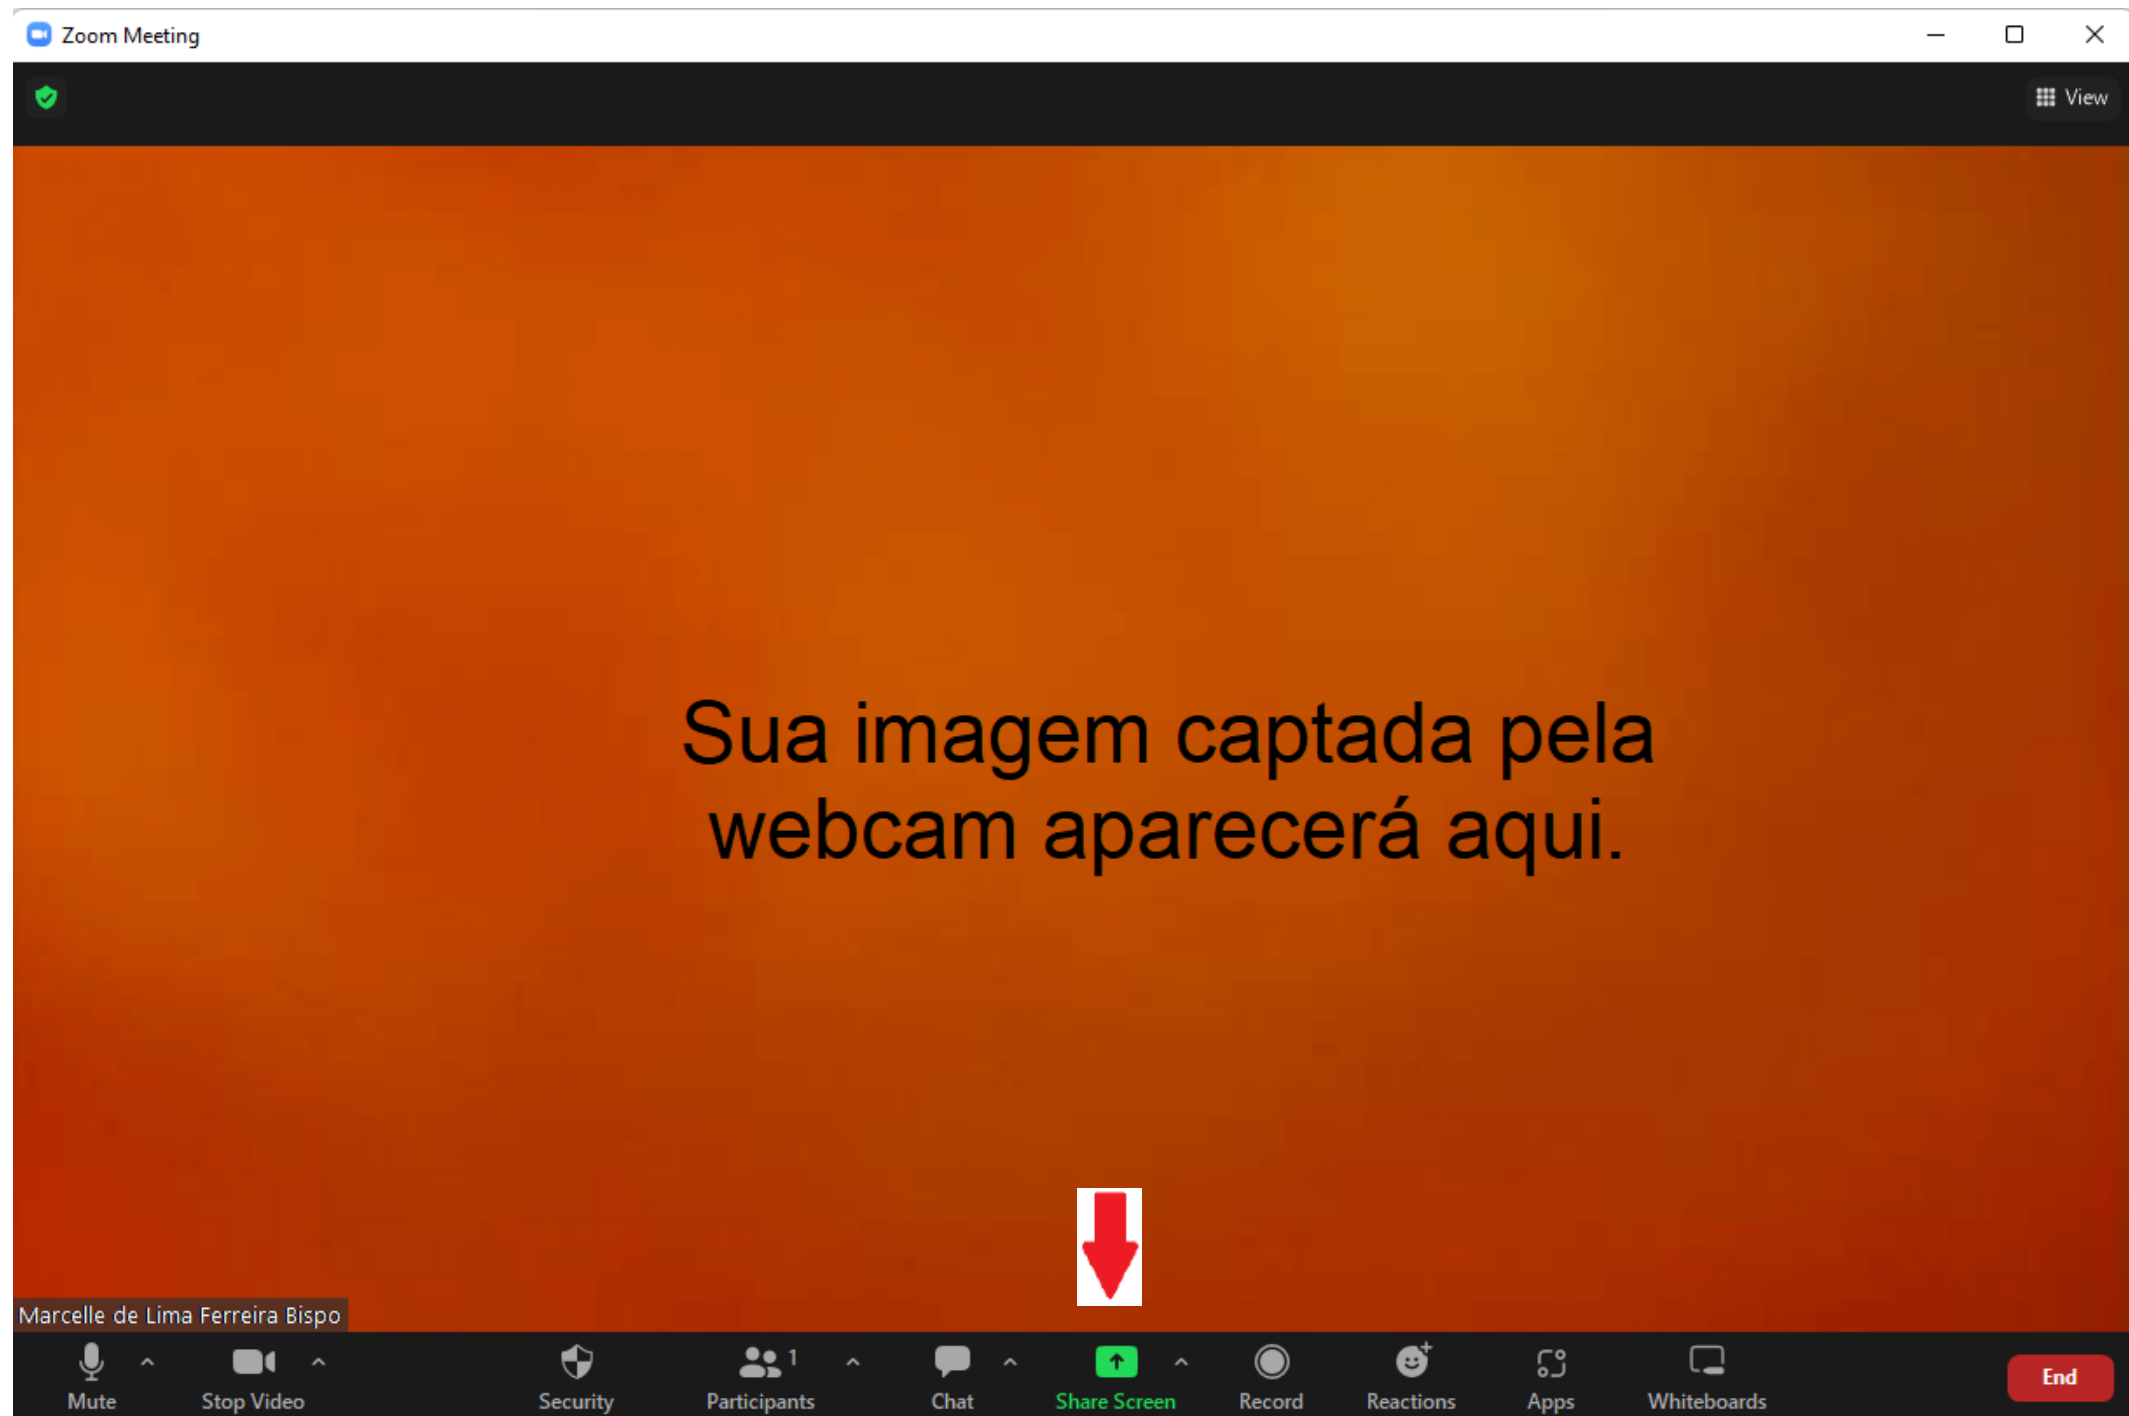 Zoom Meeting
View
Sua imagem captada pela
webcam aparecerá aqui.
Marcelle de Lima Ferreira Bispo
1
Mute
Stop Video
Security
Participants
Chat
Share Screen
Record
Reactions
Apps
Whiteboards
End